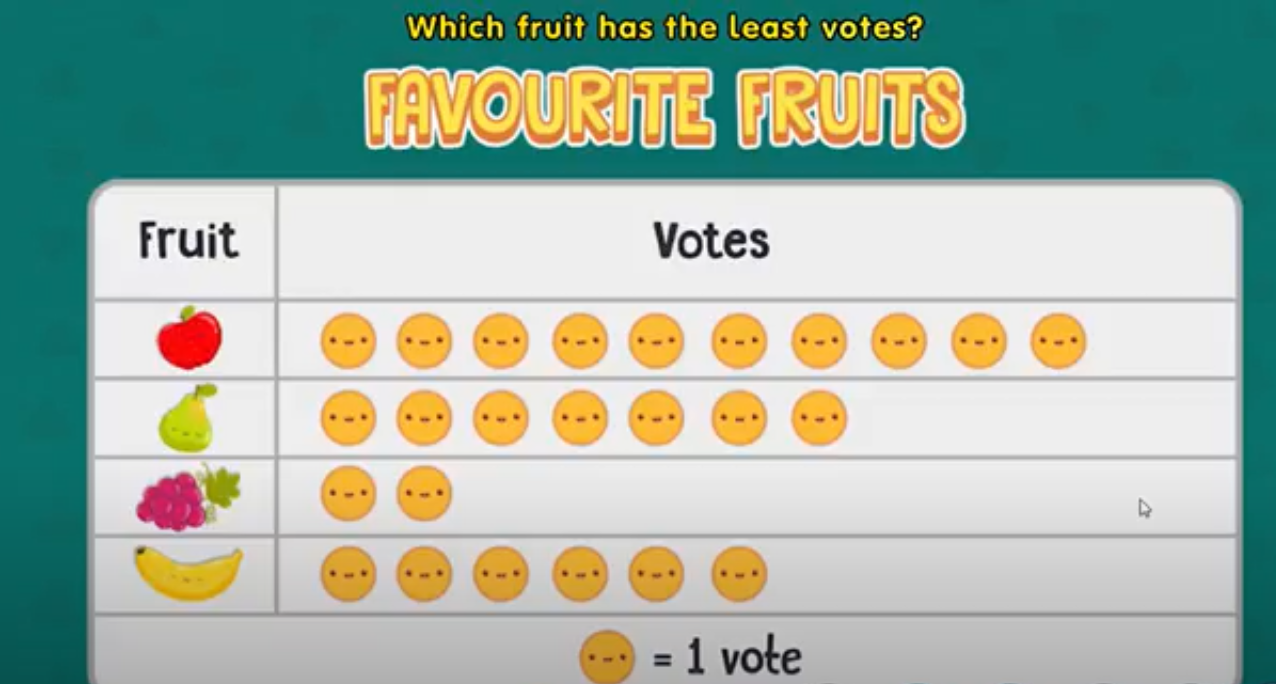 Which fruit has the least votes?
FAVOURITE FRUITS
Fruit
Votes
= 1 vote